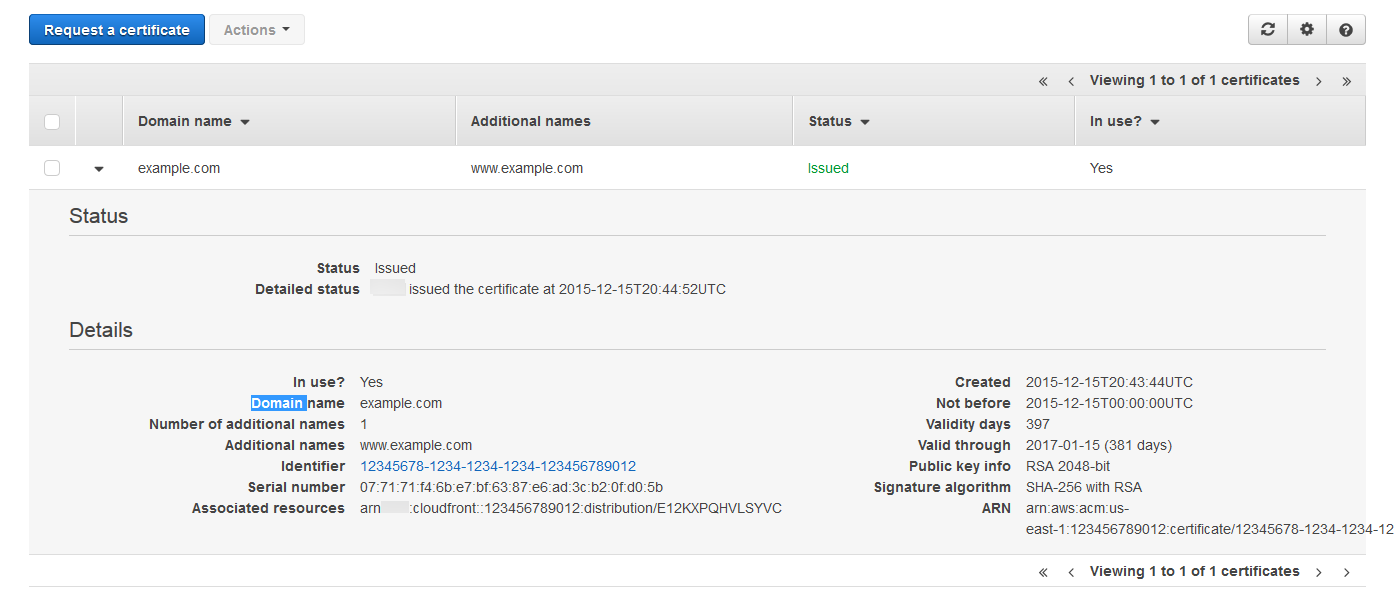 Request a certificate Actions
« ‹ Viewing 1 to 1 of 1 certificates › »
Domain name Additional names Status In use?
example.com www.example.com Issued Yes
Status
Status Issued
Detailed status issued the certificate at 2015-12-15T20:44:52UTC
Details
In use? Yes
Domain name example.com
Number of additional names 1
Additional names www.example.com
Identifier 12345678-1234-1234-1234-123456789012
Serial number 07:71:71:f4:6b:e7:bf:63:87:e6:ad:3c:b2:0f:d0:5b
Associated resources arn :cloudfront::123456789012:distribution/E12KXPQHVLSYVC
Created 2015-12-15T20:43:44UTC
Not before 2015-12-15T00:00:00UTC
Validity days 397
Valid through 2017-01-15 (381 days)
Public key info RSA 2048-bit
Signature algorithm SHA-256 with RSA
ARN arn:aws:acm:us-
east-1:123456789012:certificate/12345678-1234-1234-12
« ‹ Viewing 1 to 1 of 1 certificates › ›